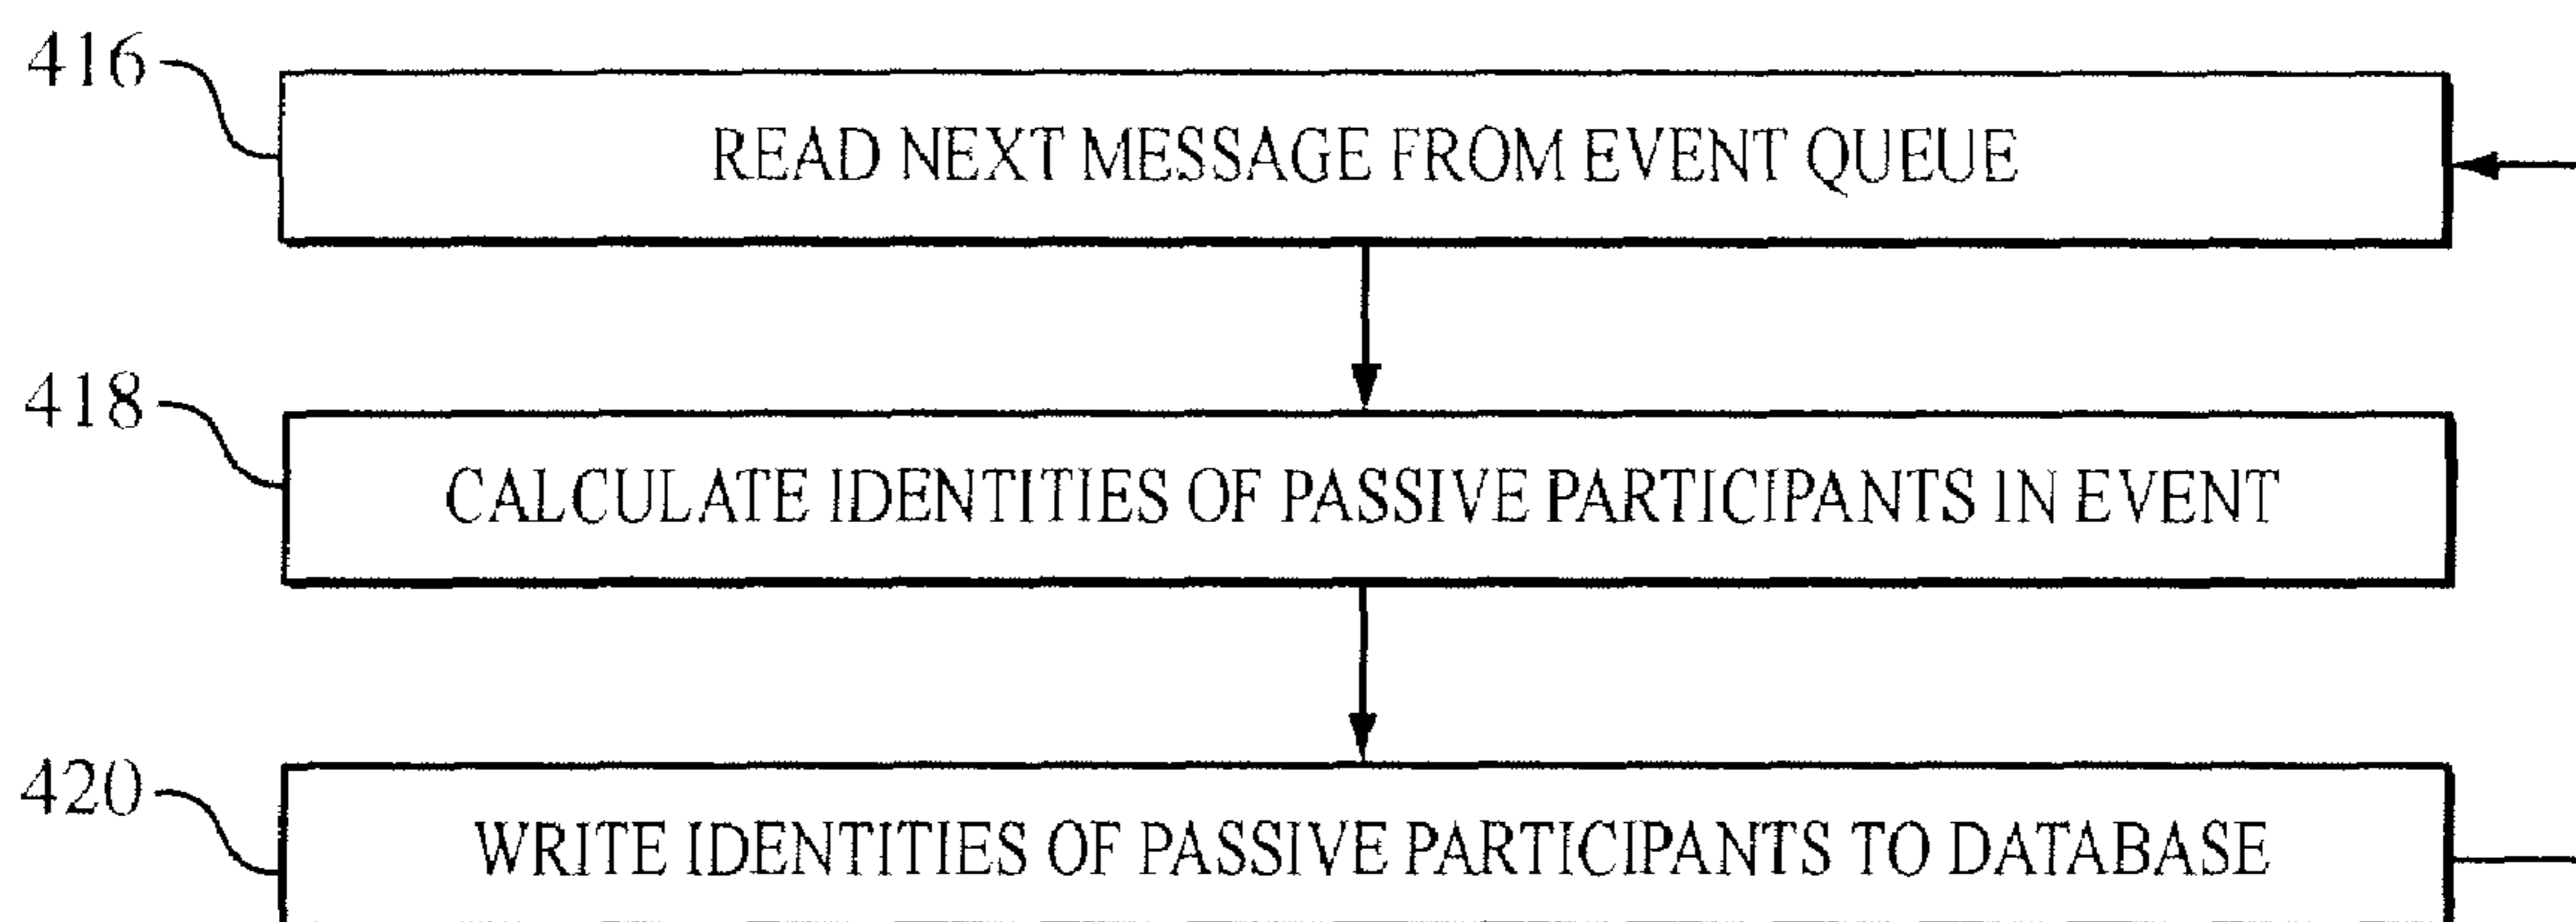 416
READ NEXT MESSAGE FROM EVENT QUEUE
418
CALCULATE IDENTITIES OF PASSIVE PARTICIPANTS IN EVENT
420
WRITE IDENTITIES OF PASSIVE PARTICIPANTS TO DATABASE